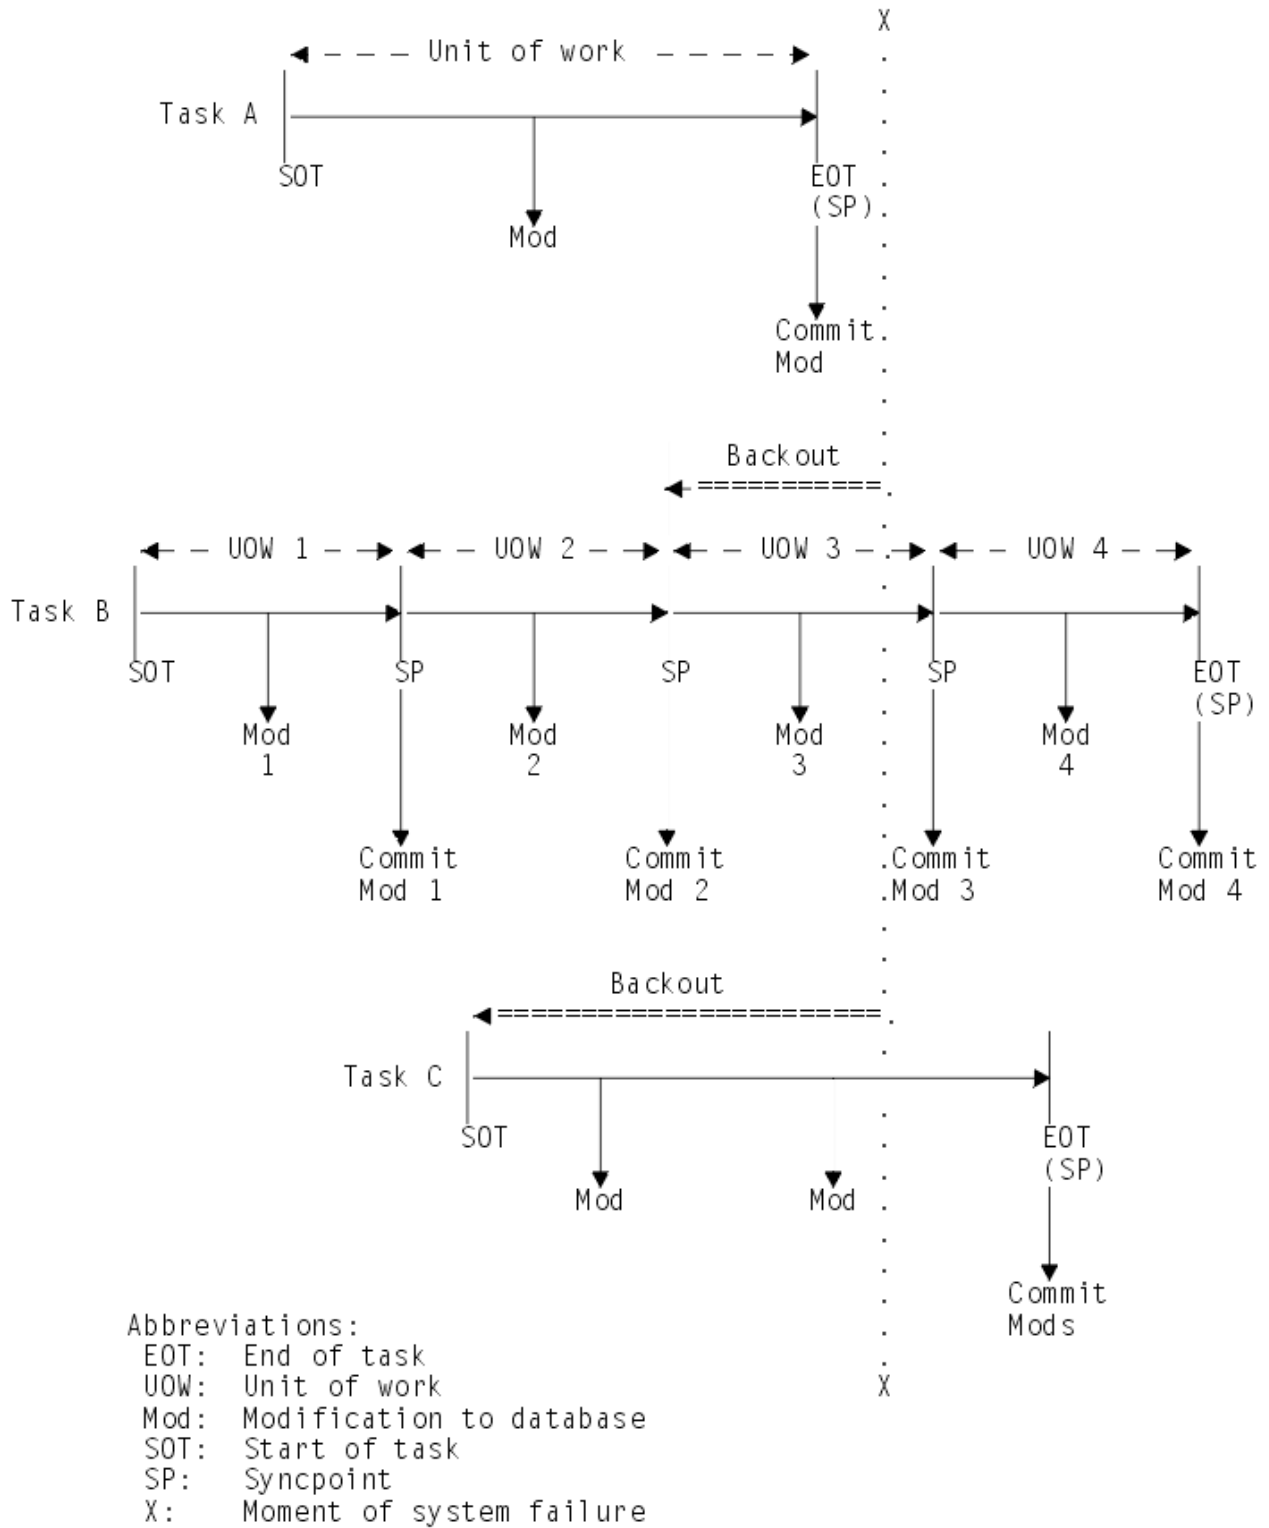 X
Unit of work
Task A
SOT
EOT
(SP)
Mod
Commit
Mod
Backout
UOW 1 UOW 2 UOW 3 UOW 4
Task B
SOT SP SP SP EOT
(SP)
Mod Mod Mod Mod
1 2 3 4
Commit Commit Commit Commit
Mod 1 Mod 2 Mod 3 Mod 4
Backout
Task C
SOT EOT
(SP)
Mod Mod
Commit
Mods
Abbreviations:
EOT: End of task
X
UOW: Unit of work
Mod: Modification to database
SOT: Start of task
SP: Syncpoint
X: Moment of system failure